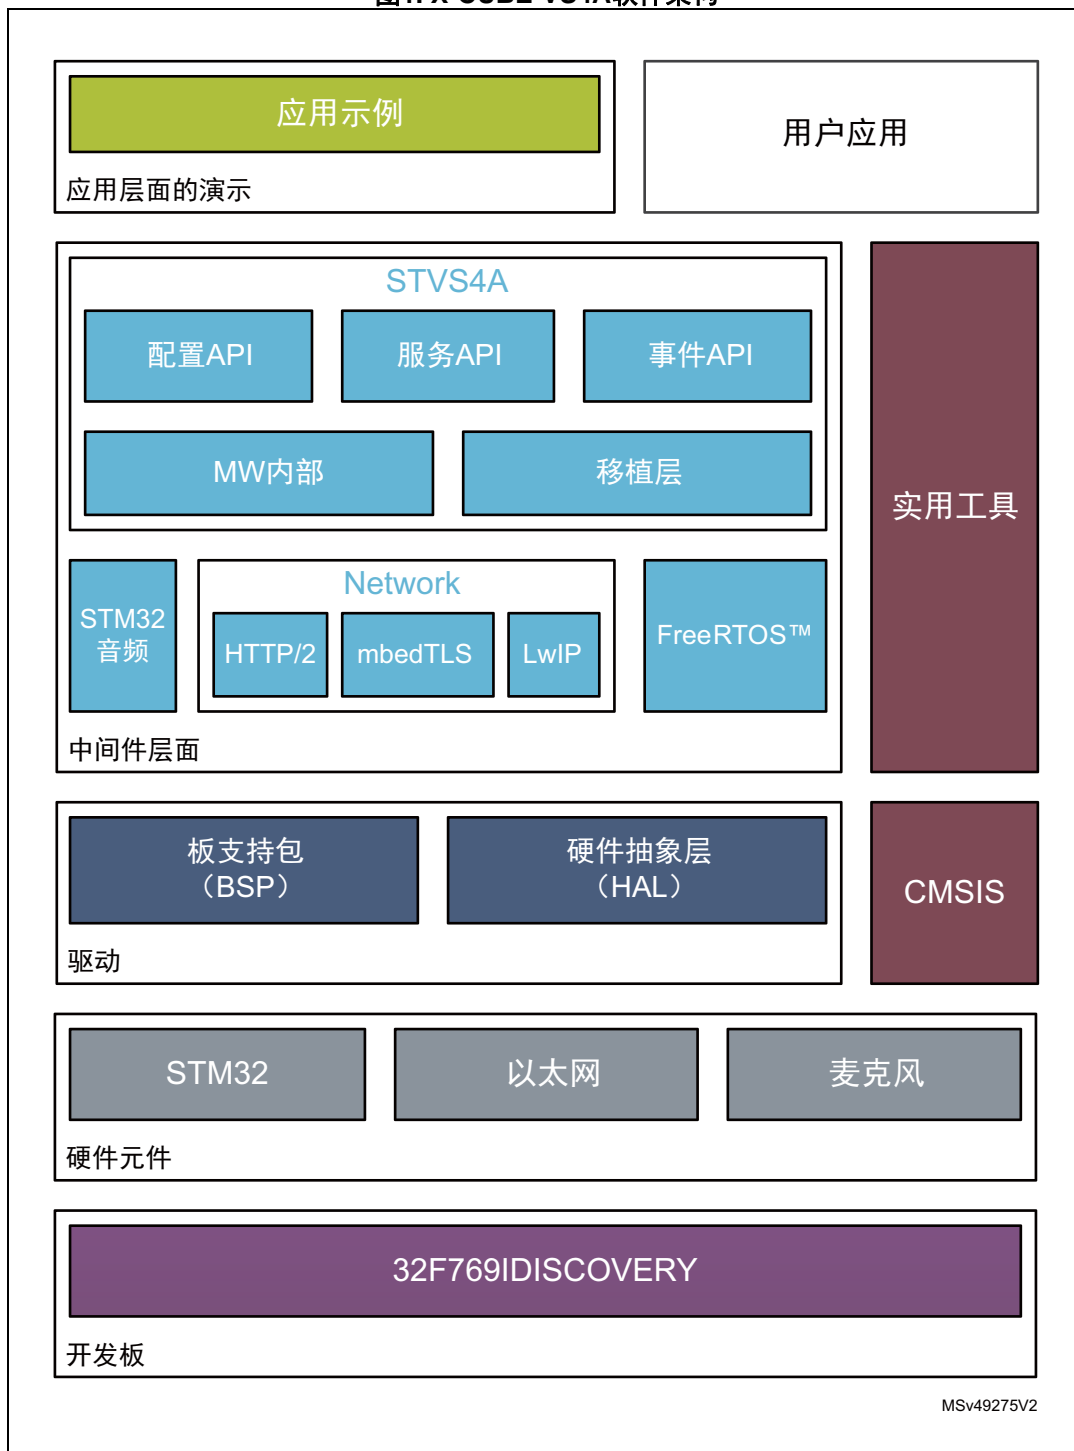 应用示例
应用层面的演示
用户应用
STVS4A
配置API
服务API
事件API
MW内部
移植层
实用工具
STM32
音频
Network
HTTP/2
mbedTLS
LwIP
FreeRTOS™
中间件层面
板支持包
（BSP）
硬件抽象层
（HAL）
CMSIS
驱动
STM32
以太网
麦克风
硬件元件
32F769IDISCOVERY
开发板
MSv49275V2